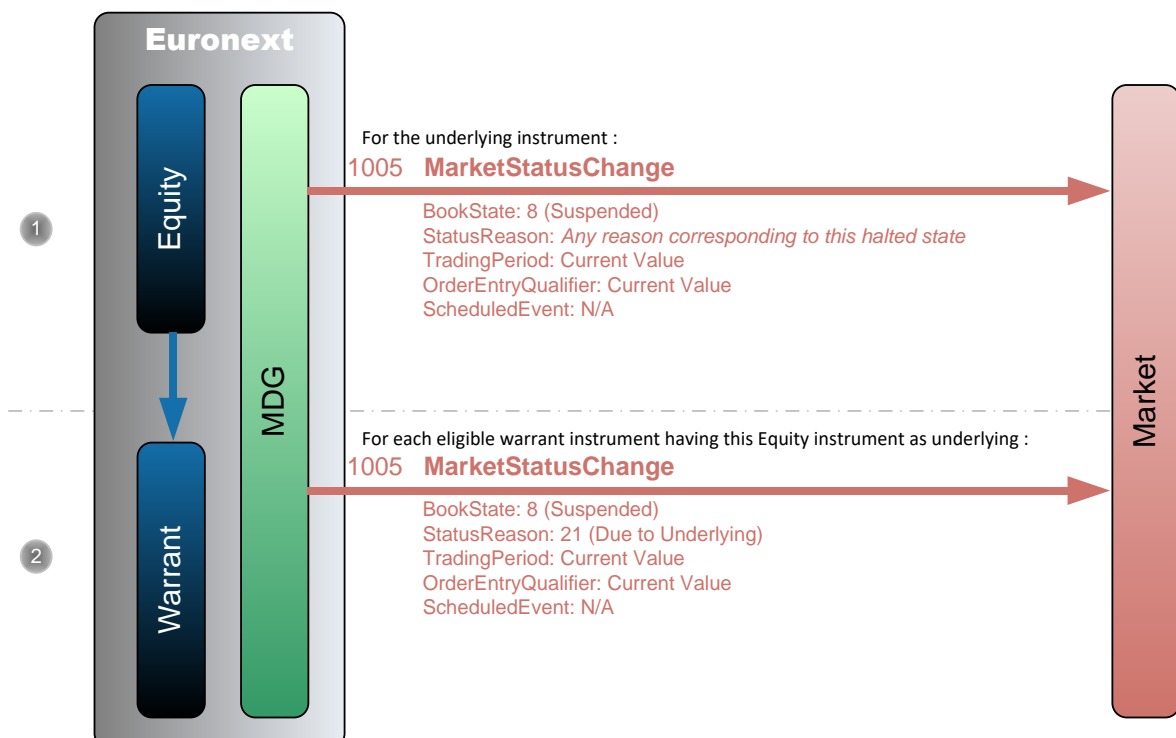 Euronext
Equity
MDG
Market
For the underlying instrument :
1005 MarketStatusChange
1
BookState: 8 (Suspended)
StatusReason: Any reason corresponding to this halted state
TradingPeriod: Current Value
OrderEntryQualifier: Current Value
ScheduledEvent: N/A
For each eligible warrant instrument having this Equity instrument as underlying :
1005 MarketStatusChange
Warrant
2
BookState: 8 (Suspended)
StatusReason: 21 (Due to Underlying)
TradingPeriod: Current Value
OrderEntryQualifier: Current Value
ScheduledEvent: N/A